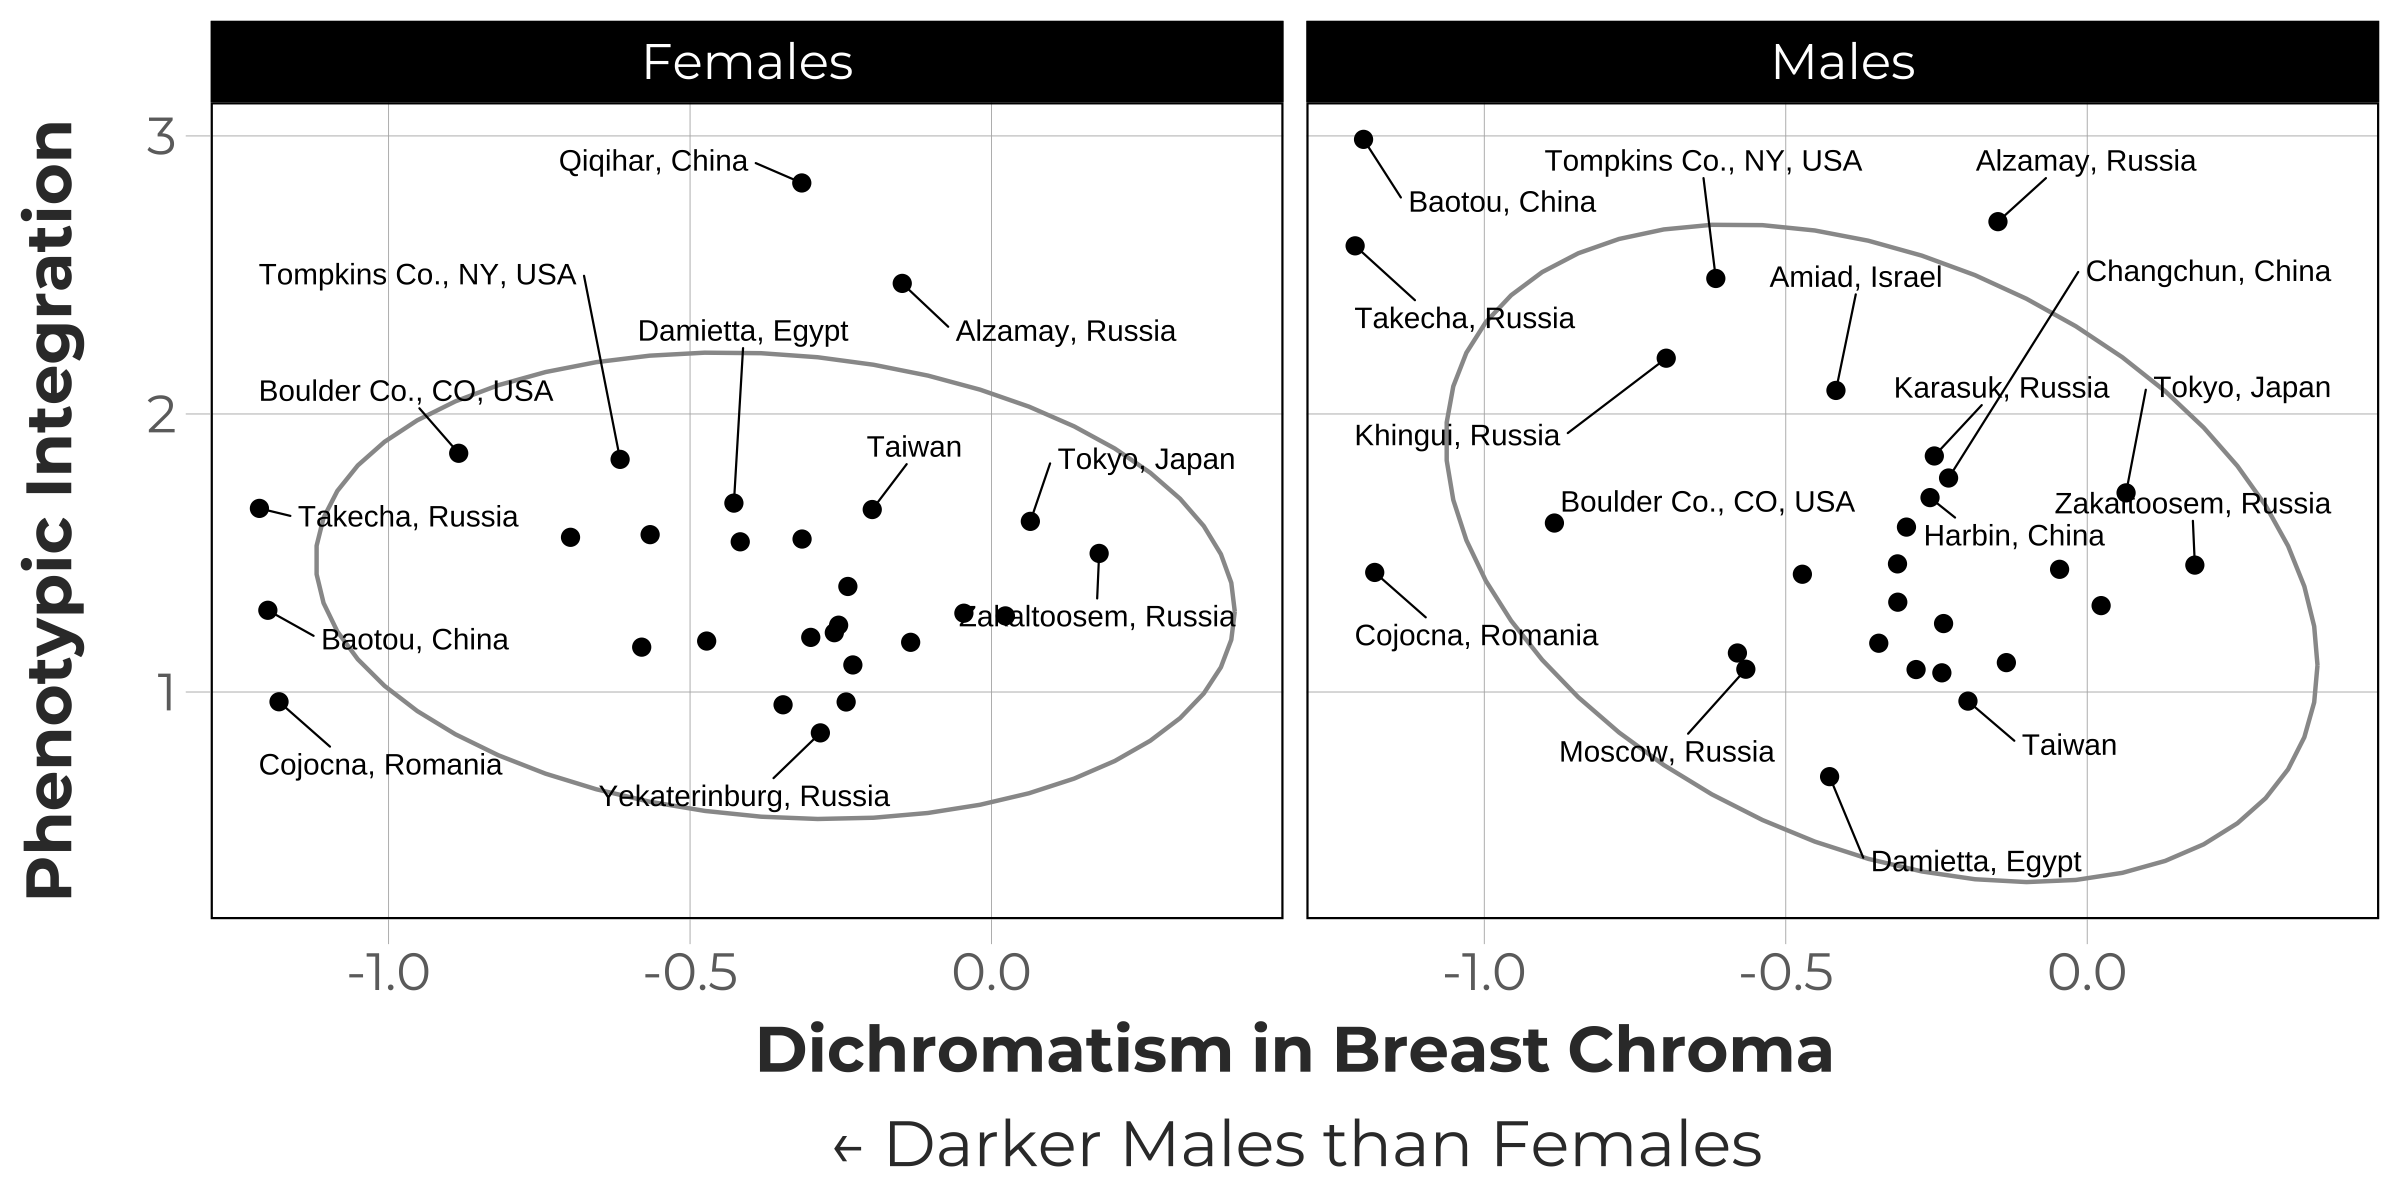 Females
Males
Phenotypic Integration
3
2
1
Qiqihar, China
Tompkins Co., NY, USA
Damietta, Egypt
Alzamay, Russia
Boulder Co., CO, USA
Taiwan
Tokyo, Japan
Takecha, Russia
Zakaltoosem, Russia
Baotou, China
Cojocna, Romania
Yekaterinburg, Russia
Tompkins Co., NY, USA
Alzamay, Russia
Baotou, China
Amiad, Israel
Changchun, China
Takecha, Russia
Karasuk, Russia
Tokyo, Japan
Khingui, Russia
Boulder Co., CO, USA
Zakaltoosem, Russia
Harbin, China
Cojocna, Romania
Moscow, Russia
Taiwan
Damietta, Egypt
-1.0
-0.5
0.0
-1.0
-0.5
0.0
Dichromatism in Breast Chroma
← Darker Males than Females